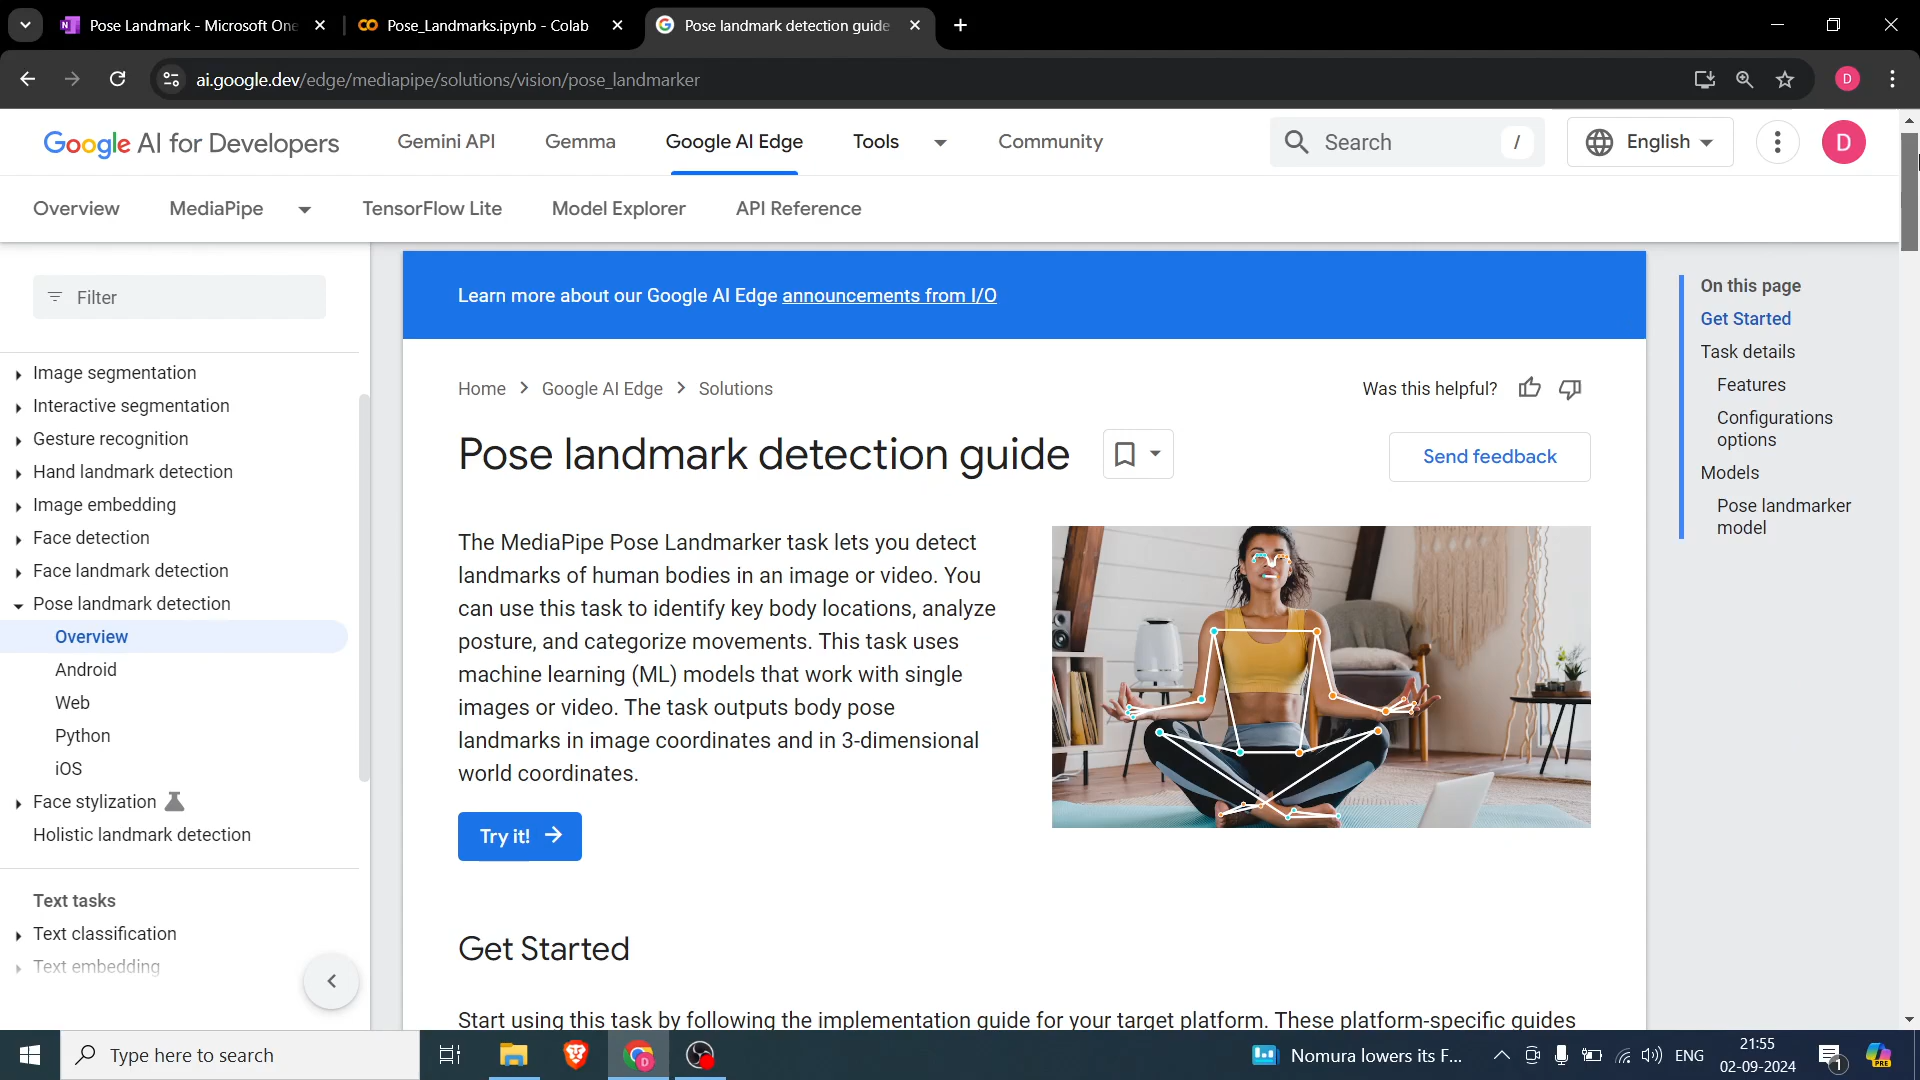 Pose Landmark - Microsoft One
Pose_Landmarks.ipynb - Colab
Pose landmark detection guide
ai.google.dev/edge/mediapipe/solutions/vision/pose_landmarker
D
Google AI for Developers
Gemini API
Gemma
Google AI Edge
Tools
Community
Search
/
English
D
Overview
MediaPipe
TensorFlow Lite
Model Explorer
API Reference
Filter
Image segmentation
Interactive segmentation
Gesture recognition
Hand landmark detection
Image embedding
Face detection
Face landmark detection
Pose landmark detection
Overview
Android
Web
Python
iOS
Face stylization
Holistic landmark detection
Text tasks
Text classification
Text embedding
Learn more about our Google AI Edge announcements from I/O
Home > Google AI Edge > Solutions
Was this helpful?
Pose landmark detection guide
Send feedback
The MediaPipe Pose Landmarker task lets you detect
landmarks of human bodies in an image or video. You
can use this task to identify key body locations, analyze
posture, and categorize movements. This task uses
machine learning (ML) models that work with single
images or video. The task outputs body pose
landmarks in image coordinates and in 3-dimensional
world coordinates.
Try it!
Get Started
Start using this task by following the implementation guide for your target platform. These platform-specific guides
On this page
Get Started
Task details
Features
Configurations
options
Models
Pose landmarker
model
Type here to search
Nomura lowers its F...
ENG
21:55
02-09-2024
1
PRE